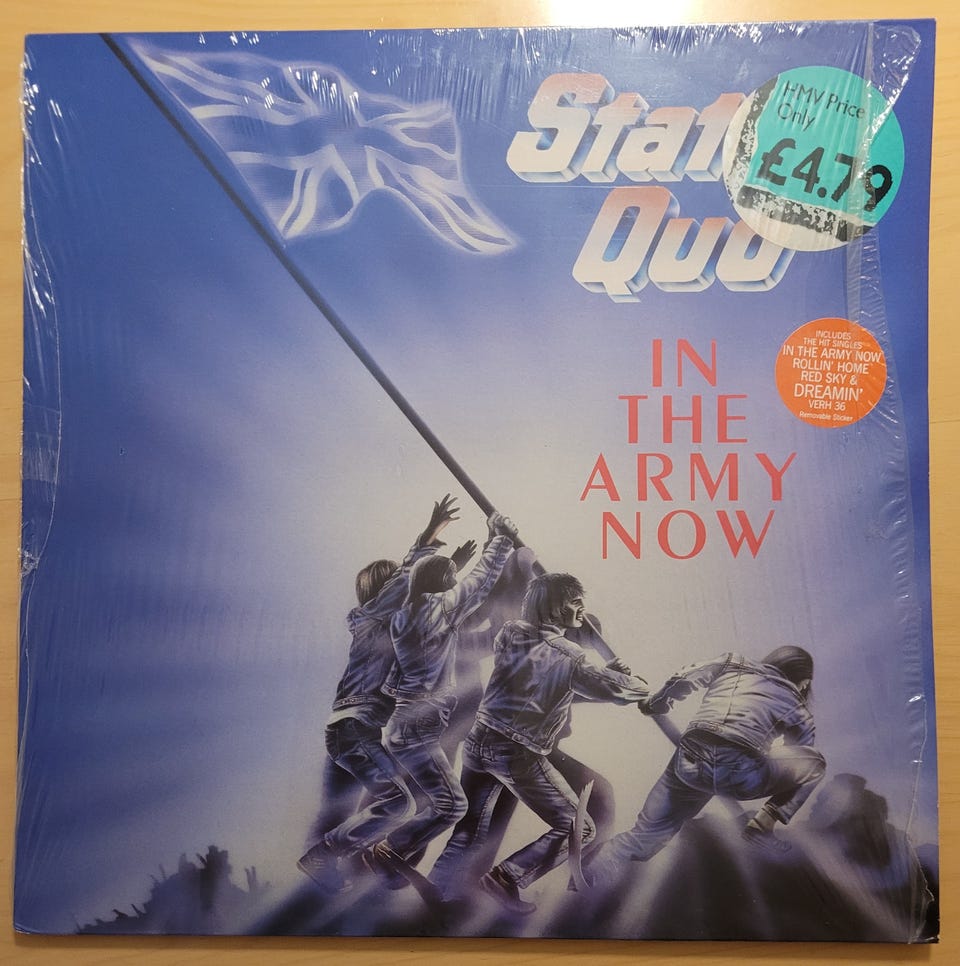 Stat
Quo
HMV Price
Only
£4.79
INCLUDES
THE HIT SINGLES
IN THE ARMY NOW
ROLLIN' HOME
RED SKY &
DREAMIN'
VERH 36
Removable Sticker
IN
THE
ARMY
NOW